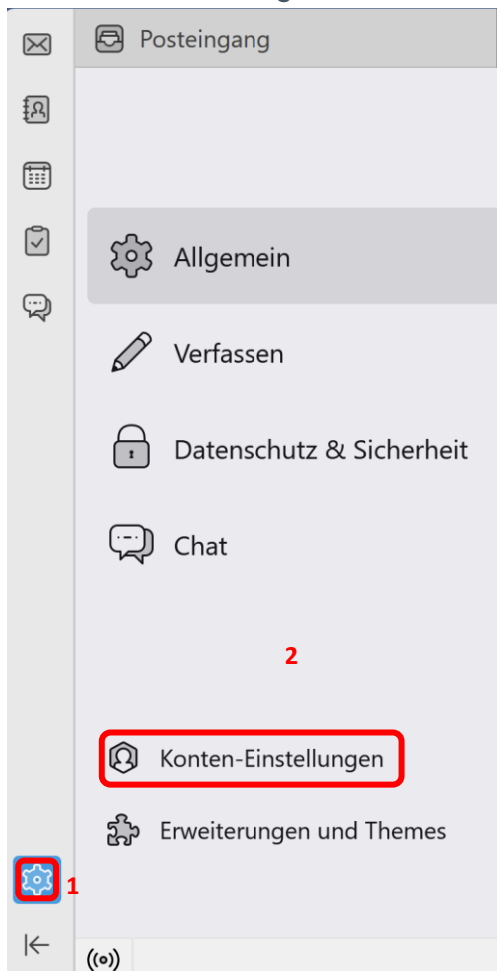 Posteingang
Allgemein
Verfassen
Datenschutz & Sicherheit
Chat
2
Konten-Einstellungen
Erweiterungen und Themes
1